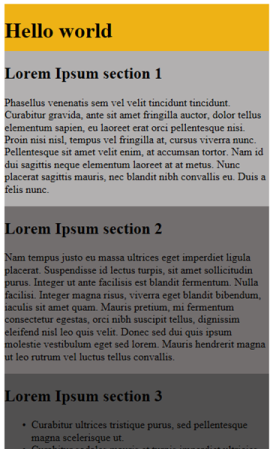 Hello world
Lorem Ipsum section 1
Phasellus venenatis sem vel velit tincidunt tincidunt.
Curabitur gravida, ante sit amet fringilla auctor, dolor tellus
elementum sapien, eu laoreet erat orci pellentesque nisi.
Proin nisi nisl, tempus vel fringilla at, cursus viverra nunc.
Pellentesque sit amet velit enim, at accumsan tortor. Nam id
dui sagittis neque elementum laoreet at at metus. Nunc
placerat sagittis mauris, nec blandit nibh convallis eu. Duis a
felis nunc.
Lorem Ipsum section 2
Nam tempus justo eu massa ultrices eget imperdiet ligula
placerat. Suspendisse id lectus turpis, sit amet sollicitudin
purus. Integer ut ante facilisis est blandit fermentum. Nulla
facilisi. Integer magna risus, viverra eget blandit bibendum,
iaculis sit amet quam. Mauris pretium, mi fermentum
consectetur egestas, orci nibh suscipit tellus, dignissim
eleifend nisl leo quis velit. Donec sed dui quis ipsum
molestie vestibulum eget sed lorem. Mauris hendrerit magna
ut leo rutrum vel luctus tellus convallis.
Lorem Ipsum section 3
• Curabitur ultrices tristique purus, sed pellentesque
magna scelerisque ut.